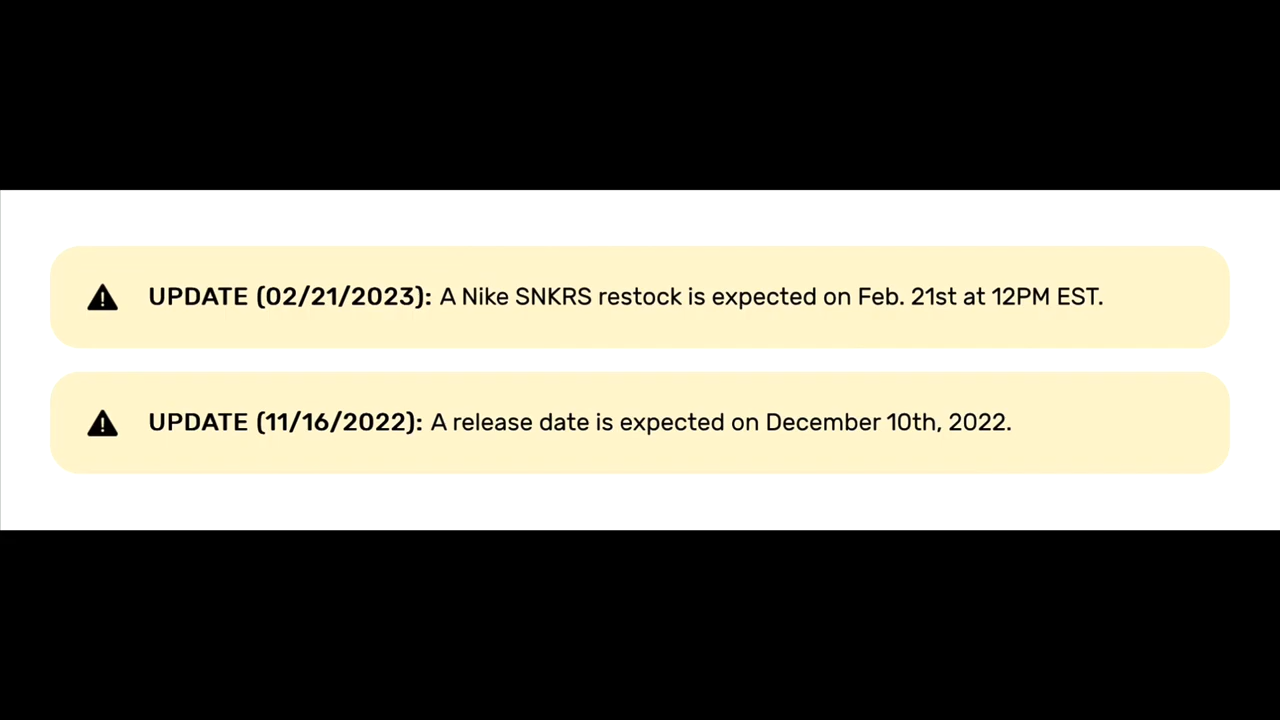 UPDATE (02/21/2023): A Nike SNKRS restock is expected on Feb. 21st at 12PM EST.
UPDATE (11/16/2022): A release date is expected on December 10th, 2022.